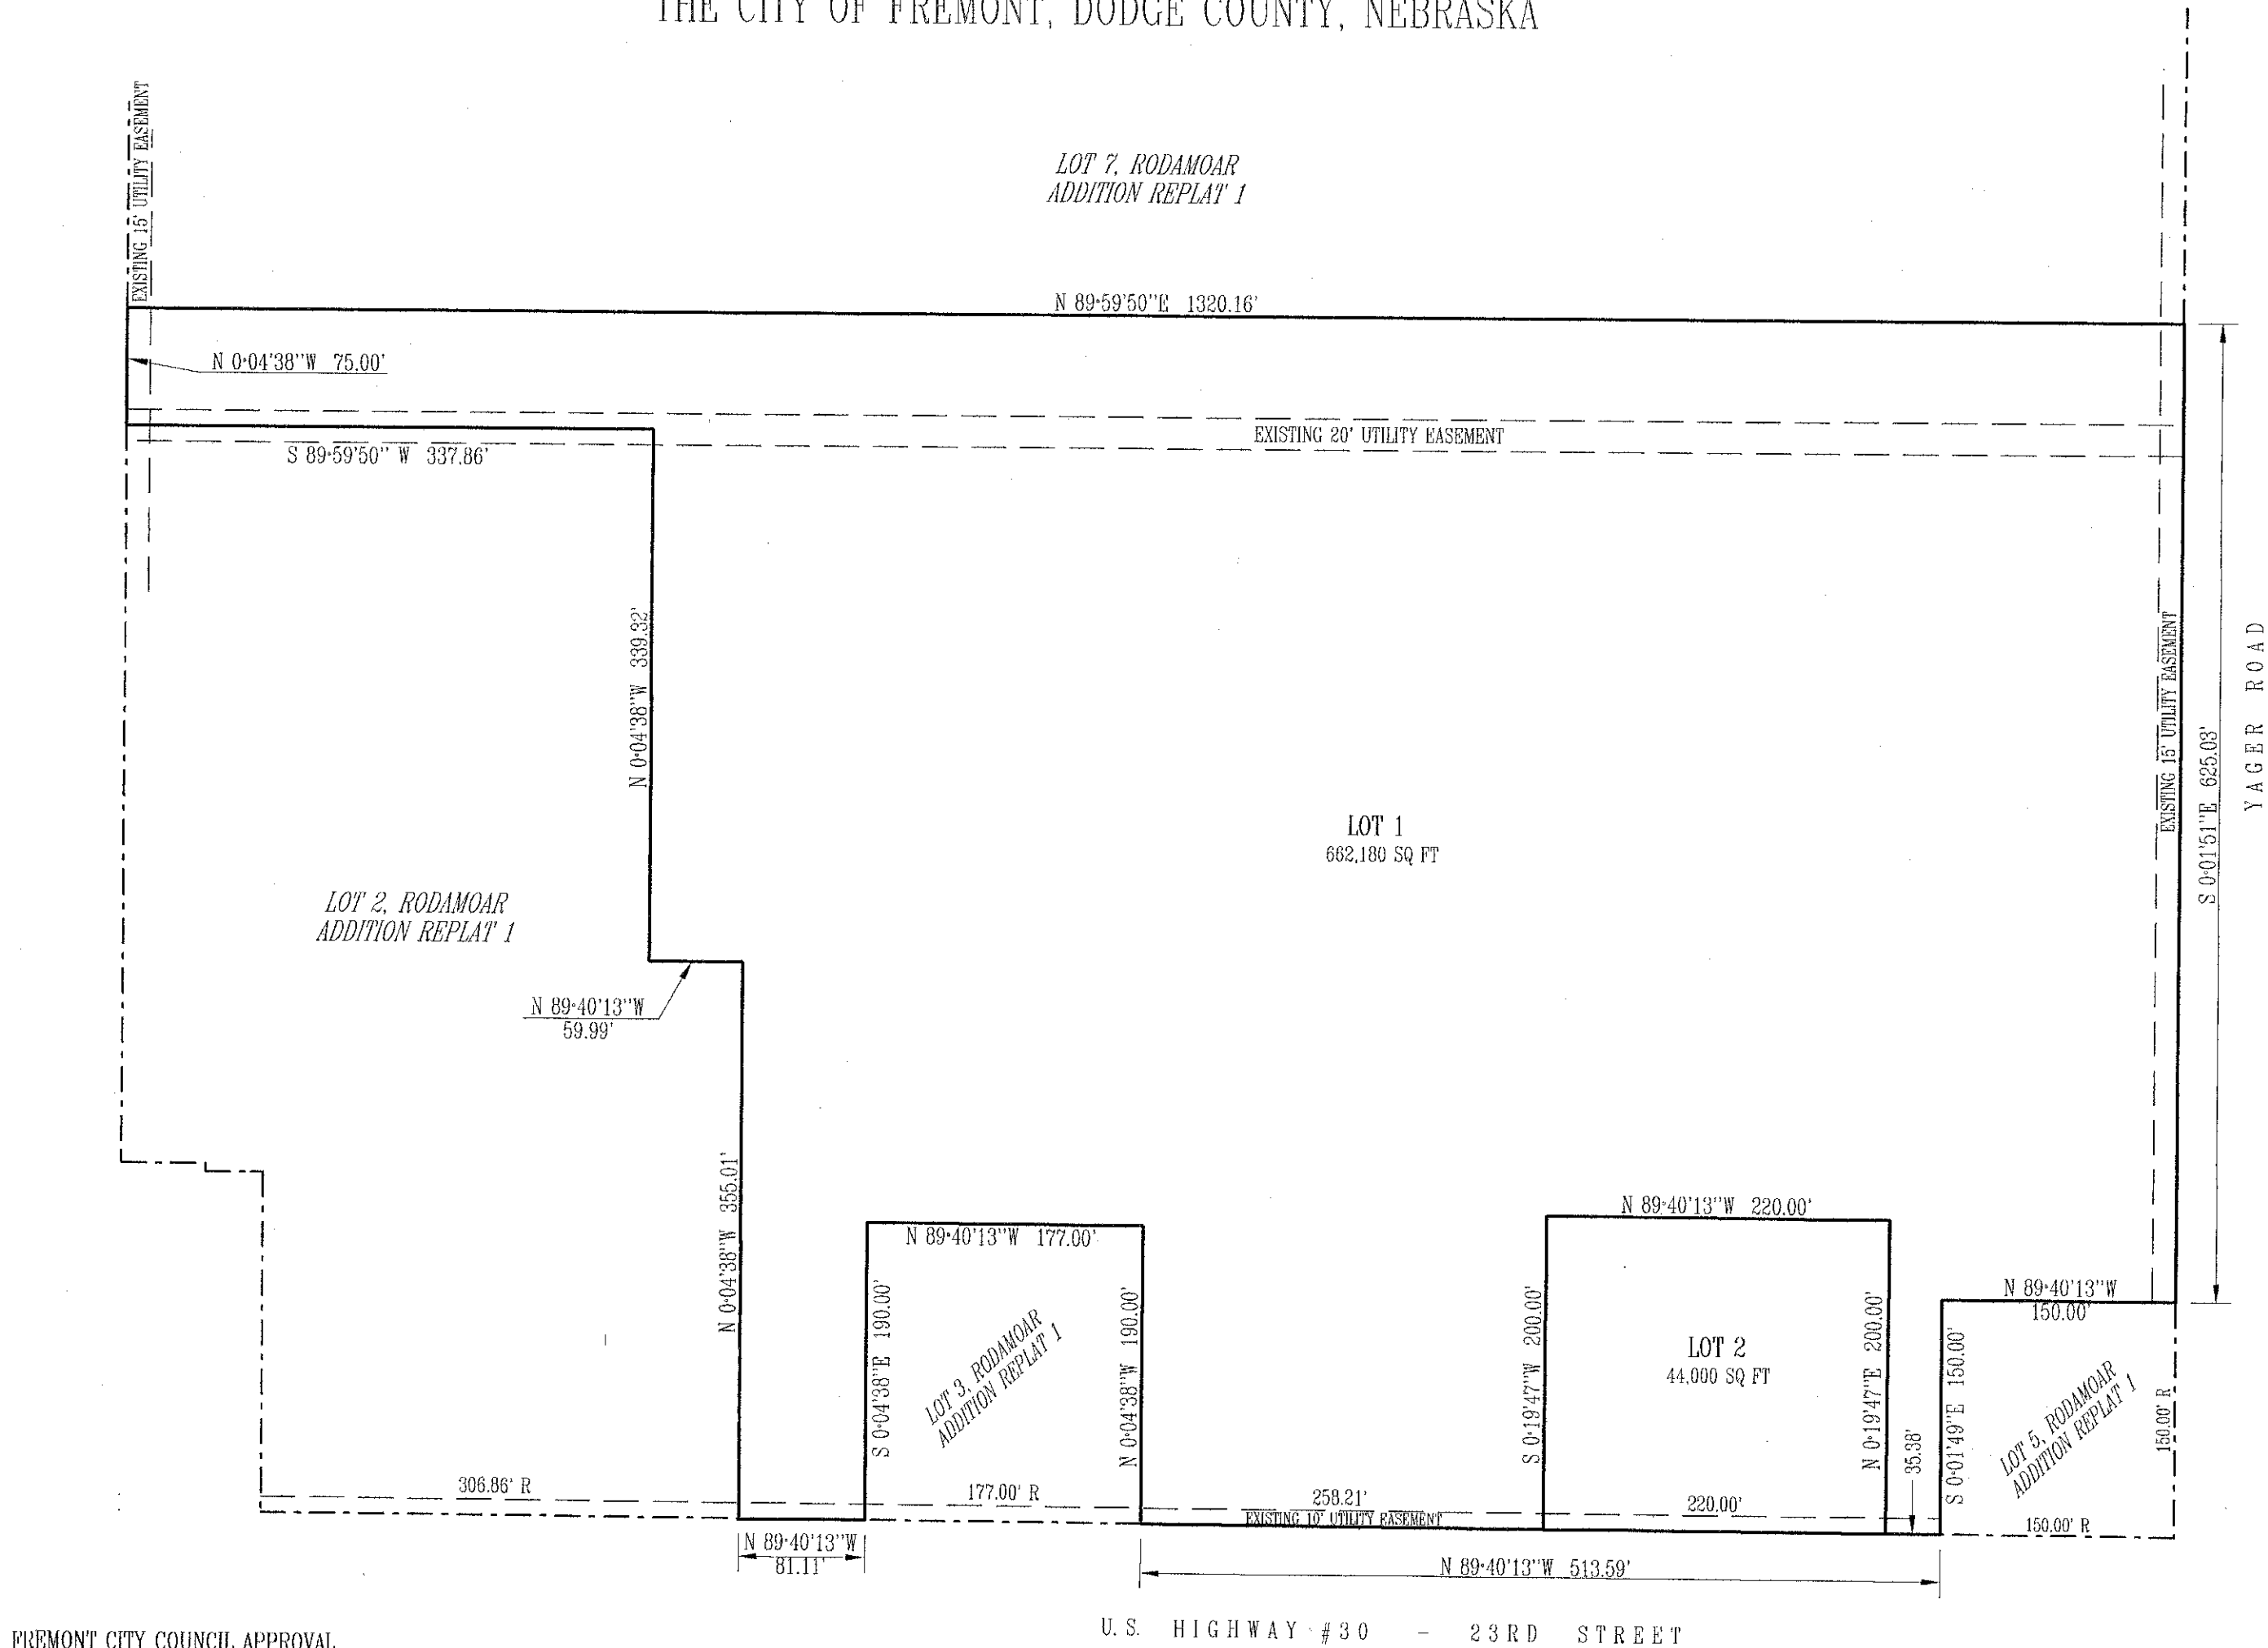 THE CITY OF FREMONT, DODGE COUNTY, NEBRASKA
EXISTING 15' UTILITY EASEMENT
LOT 7, RODAMOAR
ADDITION REPLAT 1
N 89°59'50"E 1320.16'
N 0°04'38"W 75.00'
S 89°59'50" W 337.86'
EXISTING 20' UTILITY EASEMENT
N 0°04'38"W 339.32'
EXISTING 15' UTILITY EASEMENT
S 0°01'51"E 625.03'
YAGER ROAD
LOT 1
662,180 SQ FT
LOT 2, RODAMOAR
ADDITION REPLAT 1
N 89°40'13"W
59.99'
N 0°04'38"W 355.01'
N 89°40'13"W 177.00'
S 0°04'38"E 190.00'
LOT 3, RODAMOAR
ADDITION REPLAT 1
N 0°04'38"W 190.00'
N 89°40'13"W 220.00'
S 0°19'47"W 200.00'
LOT 2
44,000 SQ FT
N 0°19'47"E 200.00'
35.38'
N 89°40'13"W
150.00'
S 0°01'49"E 150.00'
LOT 5, RODAMOAR
ADDITION REPLAT 1
150.00' R
306.86' R
177.00' R
258.21'
EXISTING 10' UTILITY EASEMENT
220.00'
150.00' R
N 89°40'13"W
81.11'
N 89°40'13"W 513.59'
U.S. HIGHWAY #30 - 23RD STREET
FREMONT CITY COUNCIL APPROVAL